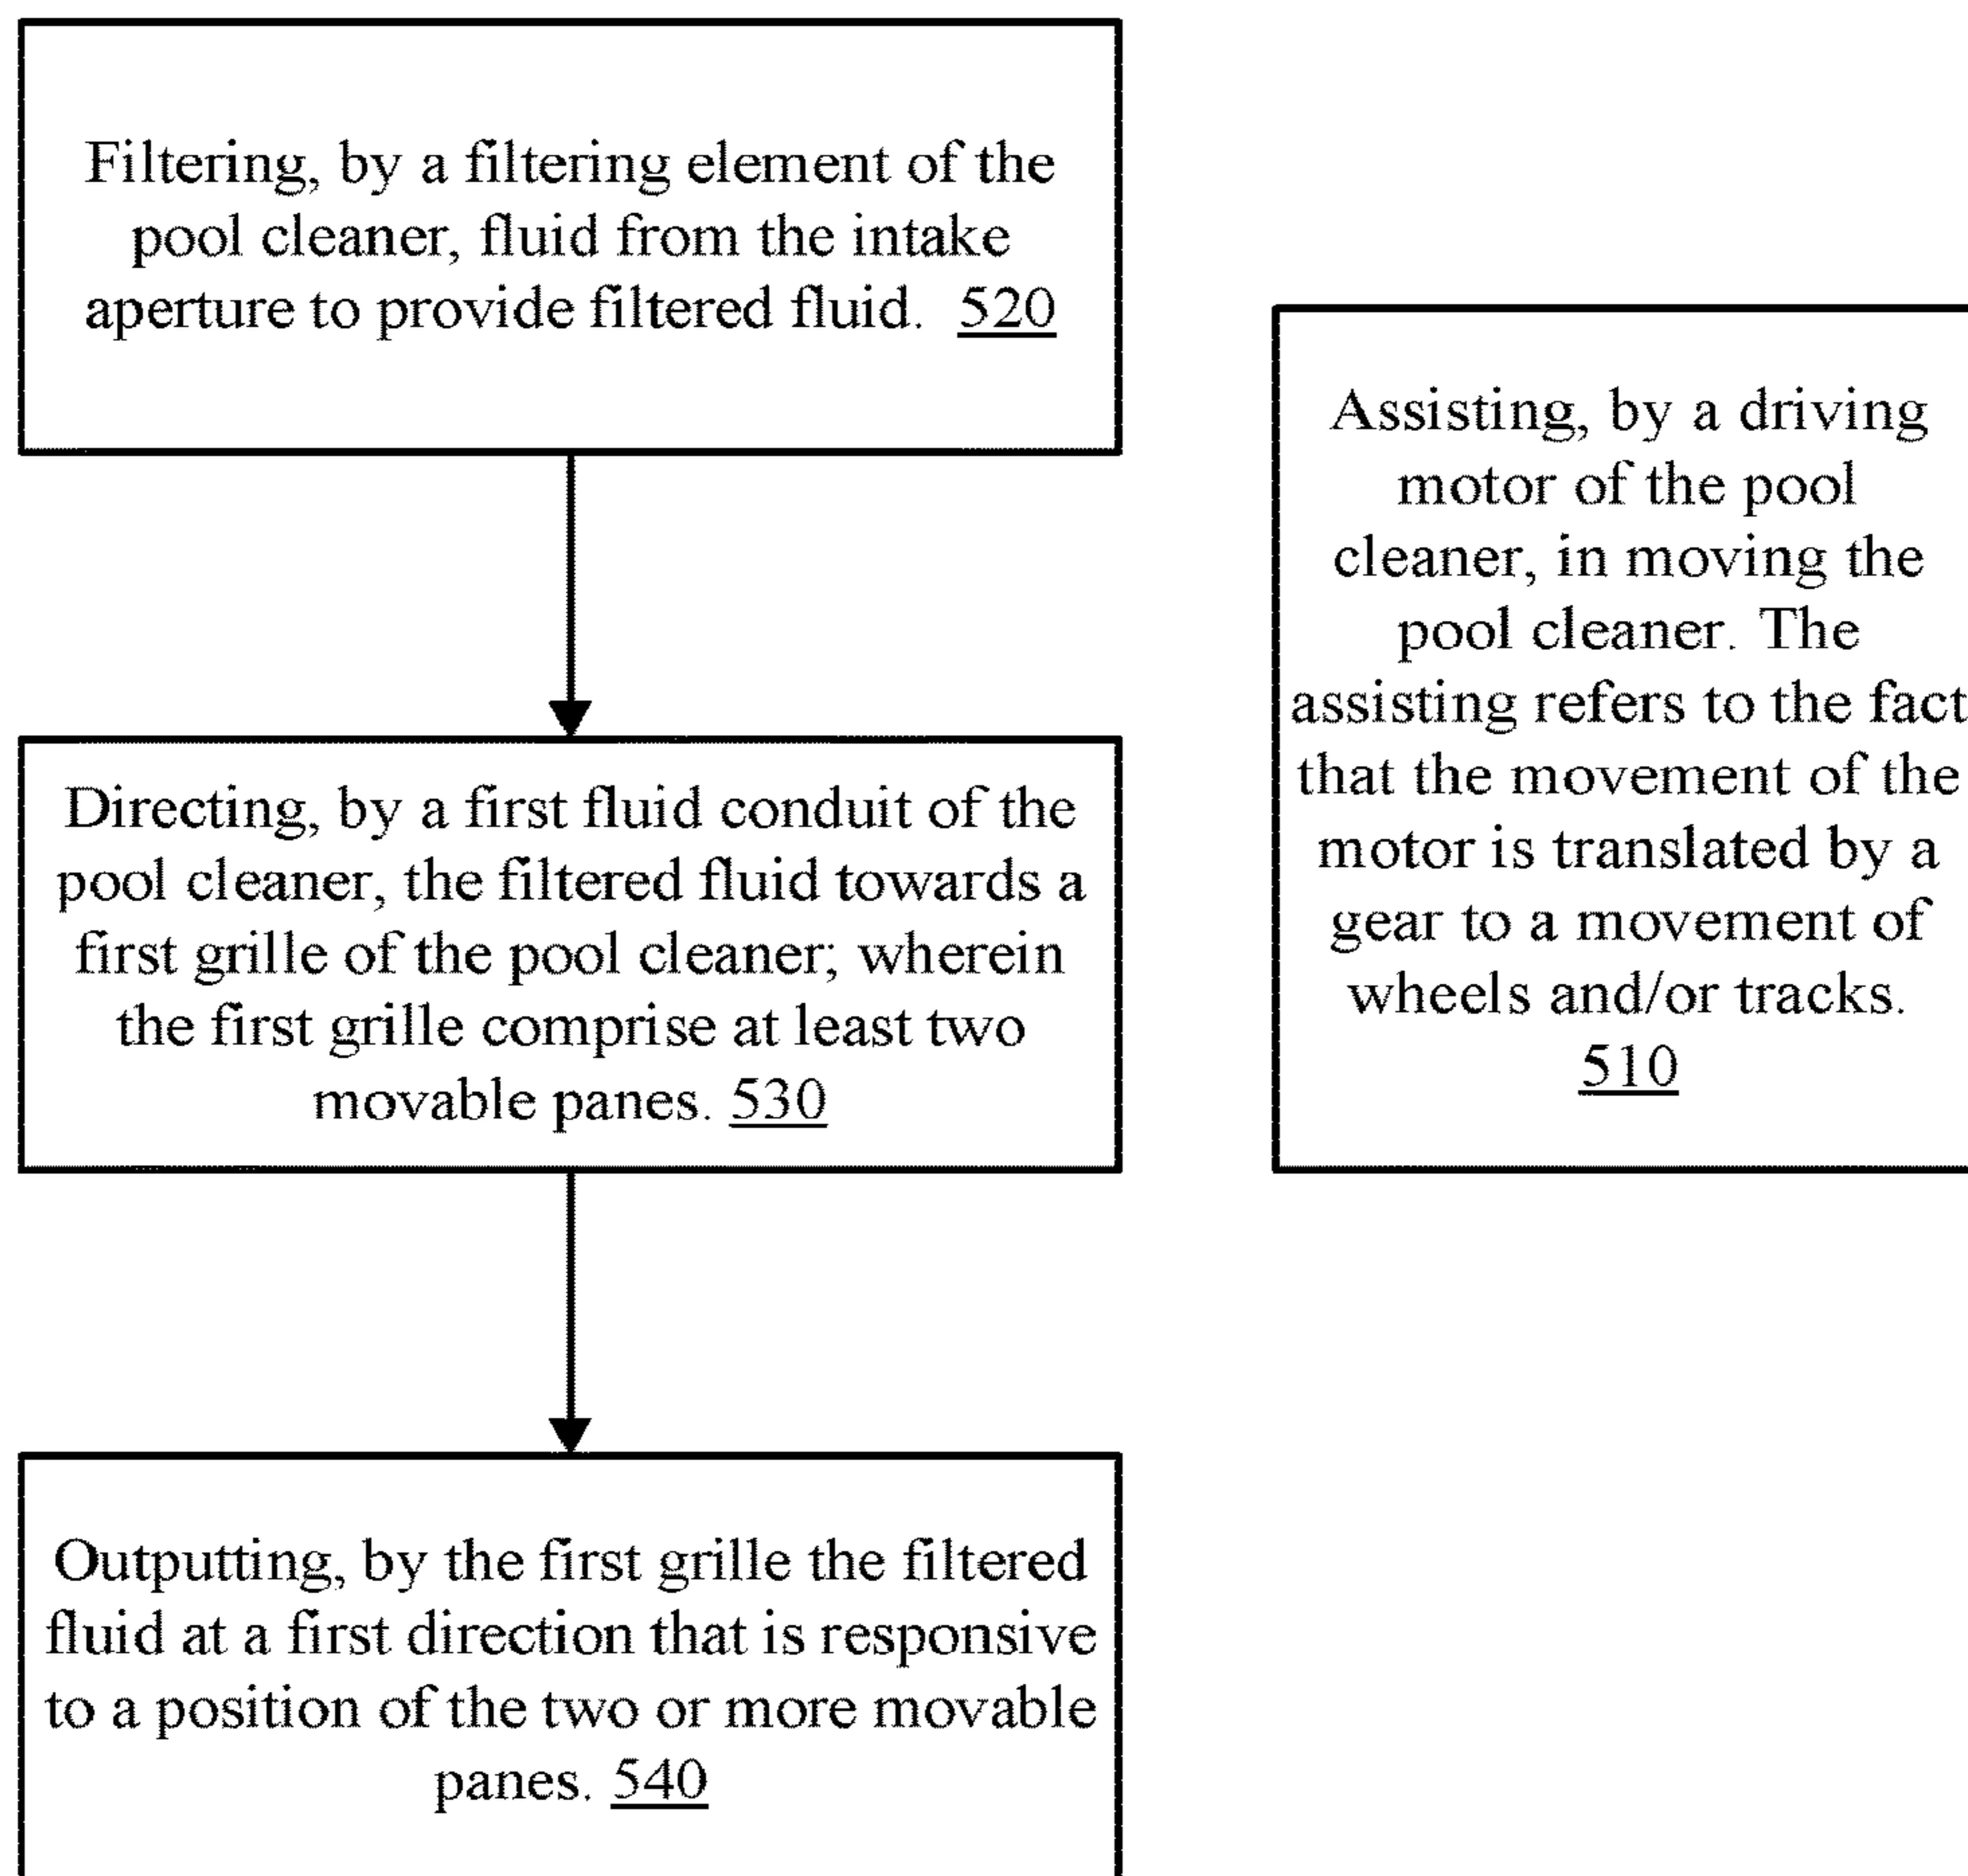 Filtering, by a filtering element of the
pool cleaner, fluid from the intake
aperture to provide filtered fluid. 520
Directing, by a first fluid conduit of the
pool cleaner, the filtered fluid towards a
first grille of the pool cleaner; wherein
the first grille comprise at least two
movable panes. 530
Outputting, by the first grille the filtered
fluid at a first direction that is responsive
to a position of the two or more movable
panes. 540
Assisting, by a driving
motor of the pool
cleaner, in moving the
pool cleaner. The
assisting refers to the fact
that the movement of the
motor is translated by a
gear to a movement of
wheels and/or tracks.
510